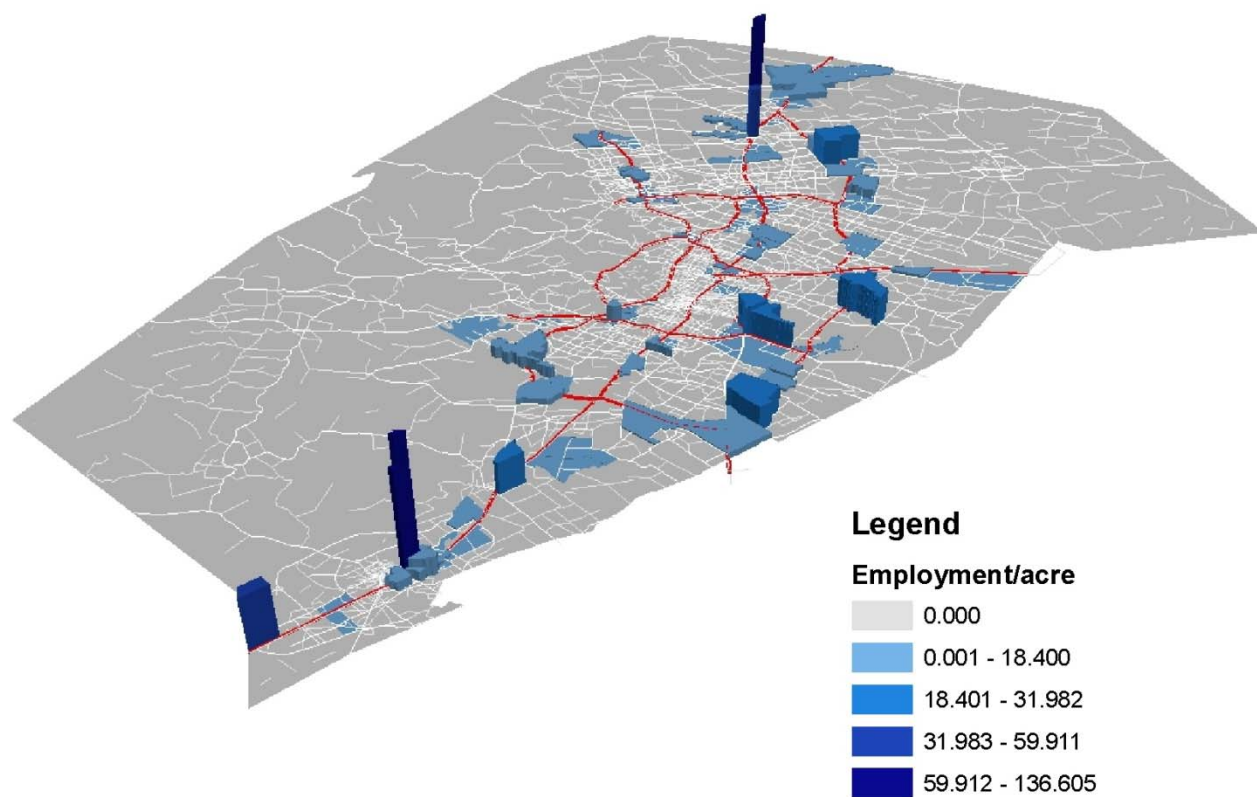 Legend
Employment/acre
0.000
0.001 - 18.400
18.401 - 31.982
31.983 - 59.911
59.912 - 136.605